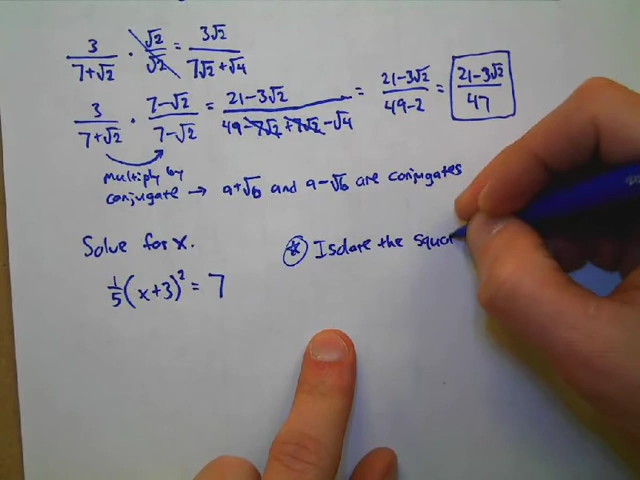 3/(7+√2) · √2/√2 = 3√2/(7√2+√4)
3/(7+√2) · (7-√2)/(7-√2) = (21-3√2)/(49-7√2+7√2-√4) = (21-3√2)/(49-2) = (21-3√2)/47
multiply by
conjugate → a+√b and a-√b are conjugates
Solve for x.
* Isolate the squar
1/5(x+3)² = 7